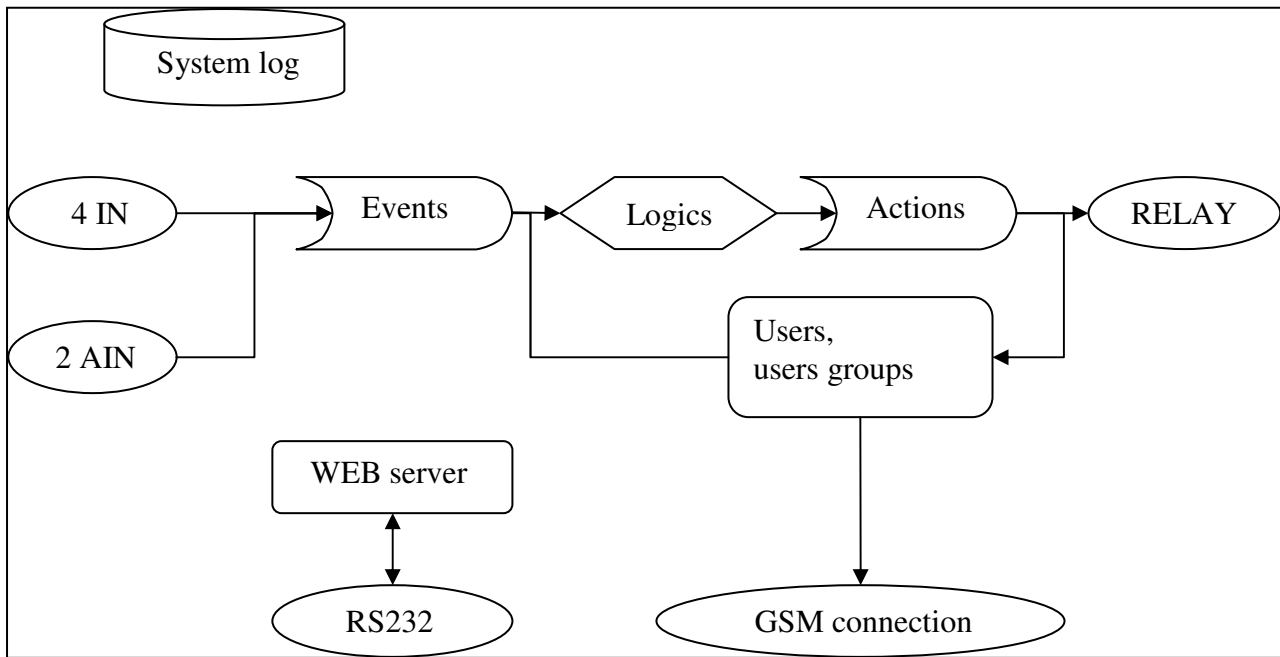 System log
4 IN
Events
Logics
Actions
RELAY
2 AIN
Users,
users groups
WEB server
RS232
GSM connection